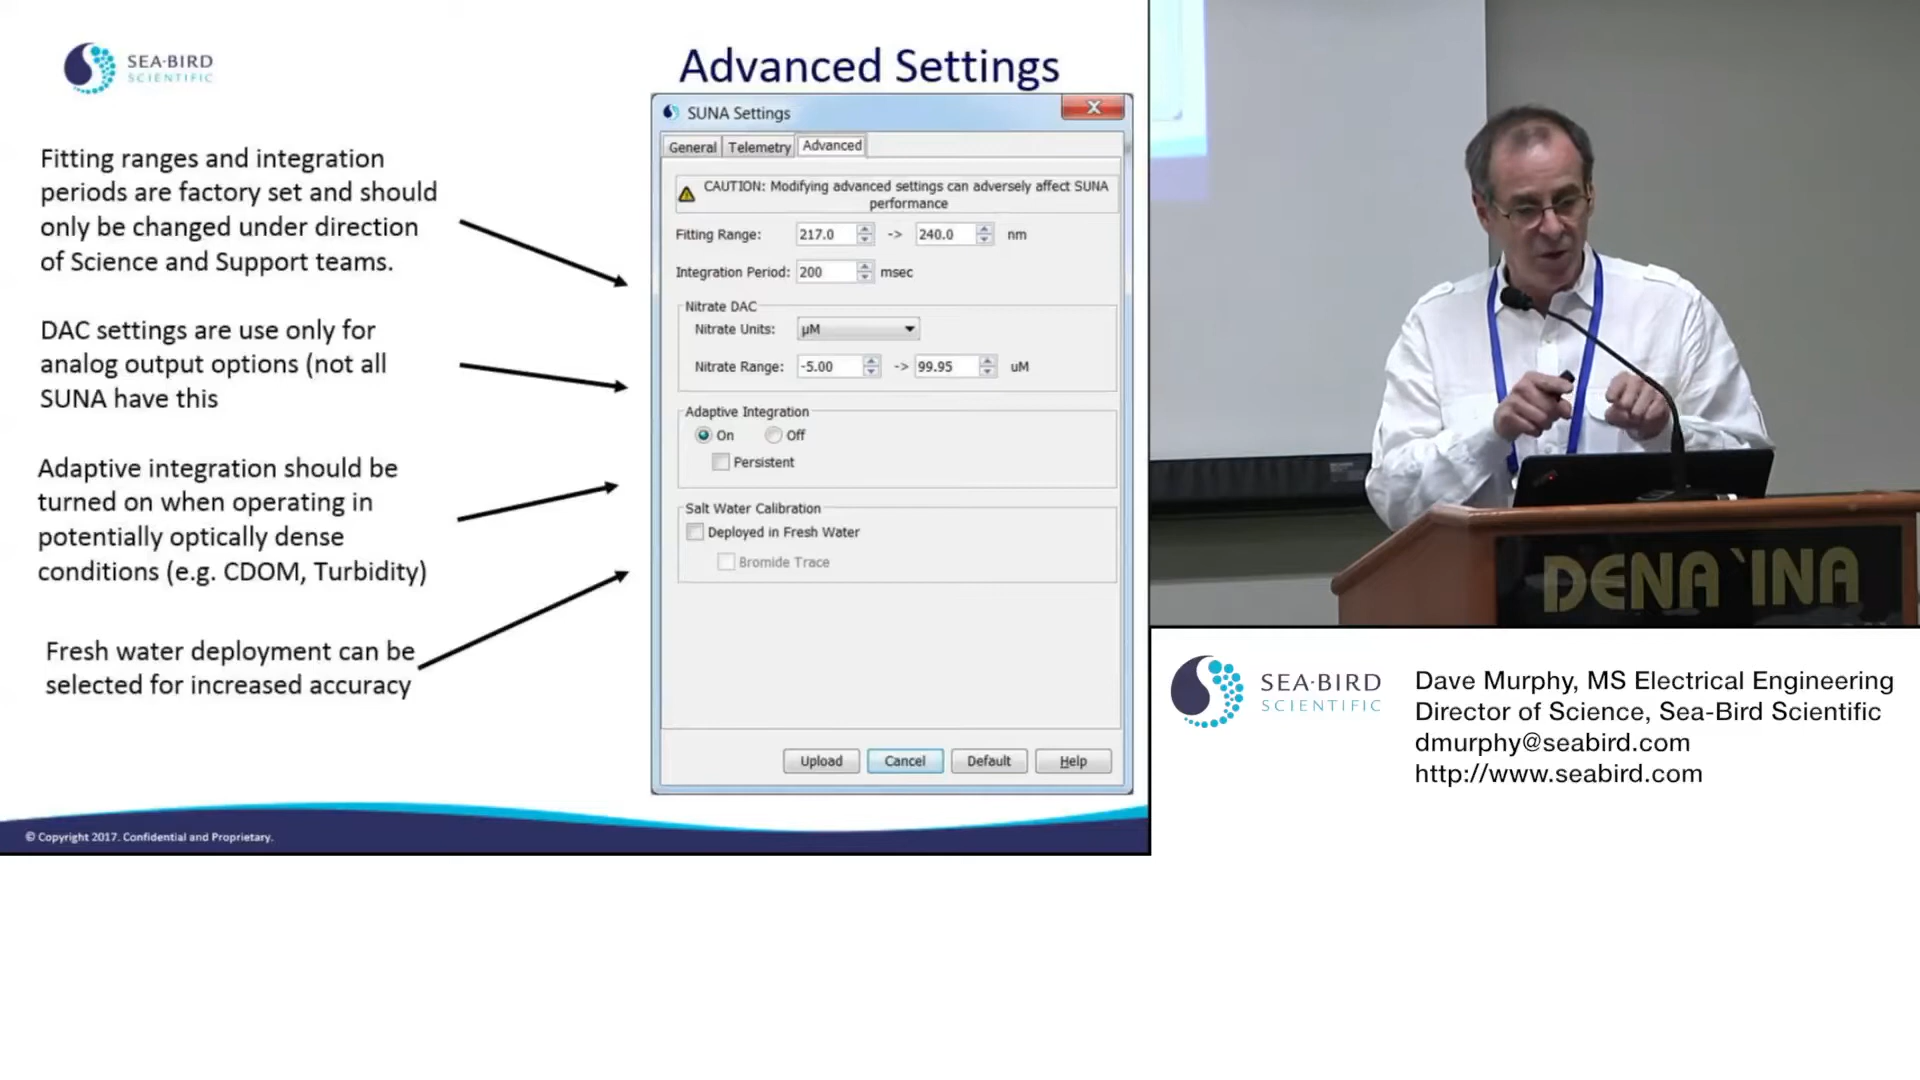 SEA·BIRD
SCIENTIFIC
Advanced Settings
Fitting ranges and integration
periods are factory set and should
only be changed under direction
of Science and Support teams.
DAC settings are use only for
analog output options (not all
SUNA have this
Adaptive integration should be
turned on when operating in
potentially optically dense
conditions (e.g. CDOM, Turbidity)
Fresh water deployment can be
selected for increased accuracy
SUNA Settings
General Telemetry Advanced
CAUTION: Modifying advanced settings can adversely affect SUNA
performance
Fitting Range: 217.0 -> 240.0 nm
Integration Period: 200 msec
Nitrate DAC
Nitrate Units: µM
Nitrate Range: -5.00 -> 99.95 uM
Adaptive Integration
On Off
Persistent
Salt Water Calibration
Deployed in Fresh Water
Bromide Trace
Upload Cancel Default Help
© Copyright 2017. Confidential and Proprietary.
DENA`INA
SEA·BIRD
SCIENTIFIC
Dave Murphy, MS Electrical Engineering
Director of Science, Sea-Bird Scientific
dmurphy@seabird.com
http://www.seabird.com